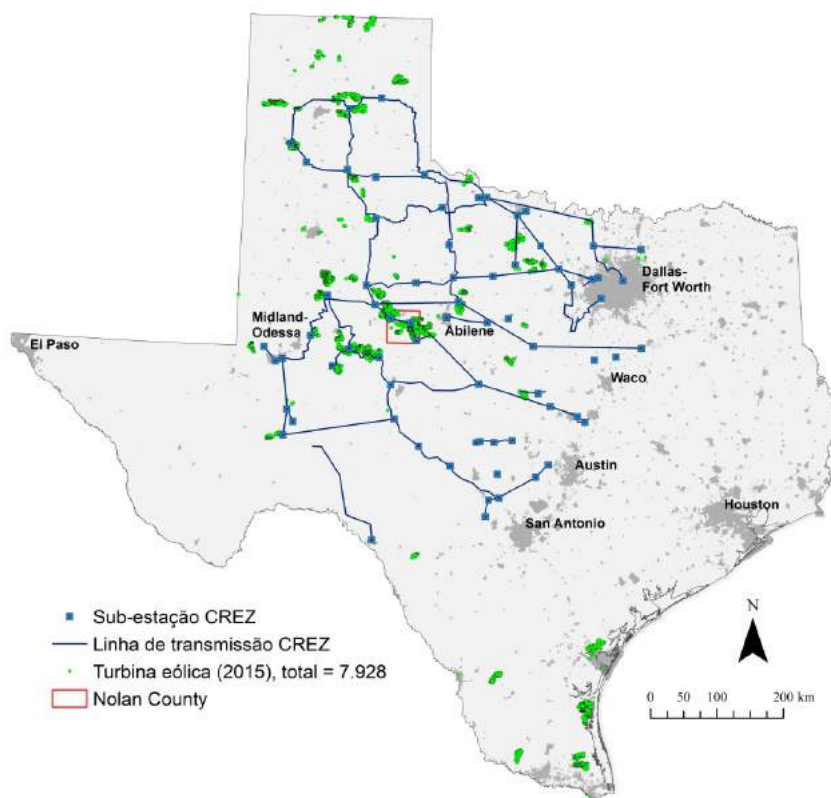 Dallas-
Fort Worth
Midland-
Odessa
Abilene
El Paso
Waco
Austin
Houston
San Antonio
Sub-estação CREZ
Linha de transmissão CREZ
Turbina eólica (2015), total = 7.928
Nolan County
N
0 50 100 200 km